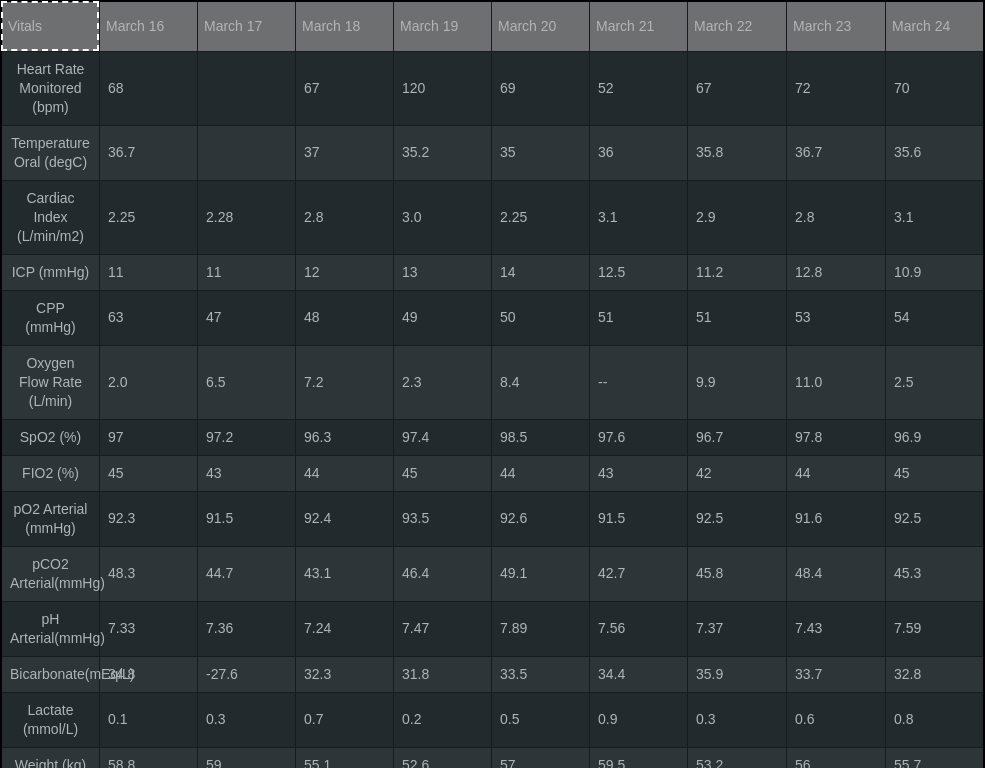 Vitals March 16 March 17 March 18 March 19 March 20 March 21 March 22 March 23 March 24
Heart Rate
Monitored
(bpm)
68 67 120 69 52 67 72 70
Temperature
Oral (degC)
36.7 37 35.2 35 36 35.8 36.7 35.6
Cardiac
Index
(L/min/m2)
2.25 2.28 2.8 3.0 2.25 3.1 2.9 2.8 3.1
ICP (mmHg) 11 11 12 13 14 12.5 11.2 12.8 10.9
CPP
(mmHg)
63 47 48 49 50 51 51 53 54
Oxygen
Flow Rate
(L/min)
2.0 6.5 7.2 2.3 8.4 -- 9.9 11.0 2.5
SpO2 (%) 97 97.2 96.3 97.4 98.5 97.6 96.7 97.8 96.9
FIO2 (%) 45 43 44 45 44 43 42 44 45
pO2 Arterial
(mmHg)
92.3 91.5 92.4 93.5 92.6 91.5 92.5 91.6 92.5
pCO2
Arterial(mmHg)
48.3 44.7 43.1 46.4 49.1 42.7 45.8 48.4 45.3
pH
Arterial(mmHg)
7.33 7.36 7.24 7.47 7.89 7.56 7.37 7.43 7.59
Bicarbonate(mEq/L) 34.3 -27.6 32.3 31.8 33.5 34.4 35.9 33.7 32.8
Lactate
(mmol/L)
0.1 0.3 0.7 0.2 0.5 0.9 0.3 0.6 0.8
Weight (kg) 58.8 59 55.1 52.6 57 59.5 53.2 56 55.7